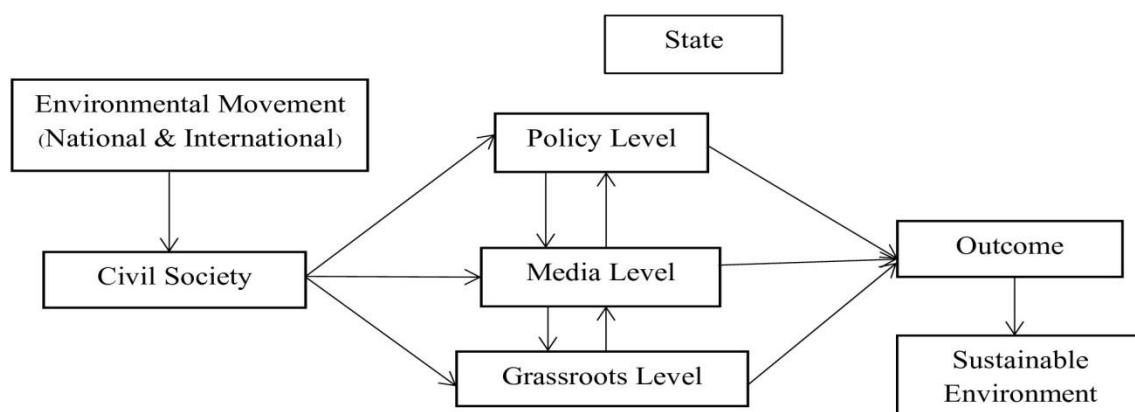 State
Environmental Movement
(National & International)
Policy Level
Civil Society
Media Level
Outcome
Grassroots Level
Sustainable
Environment